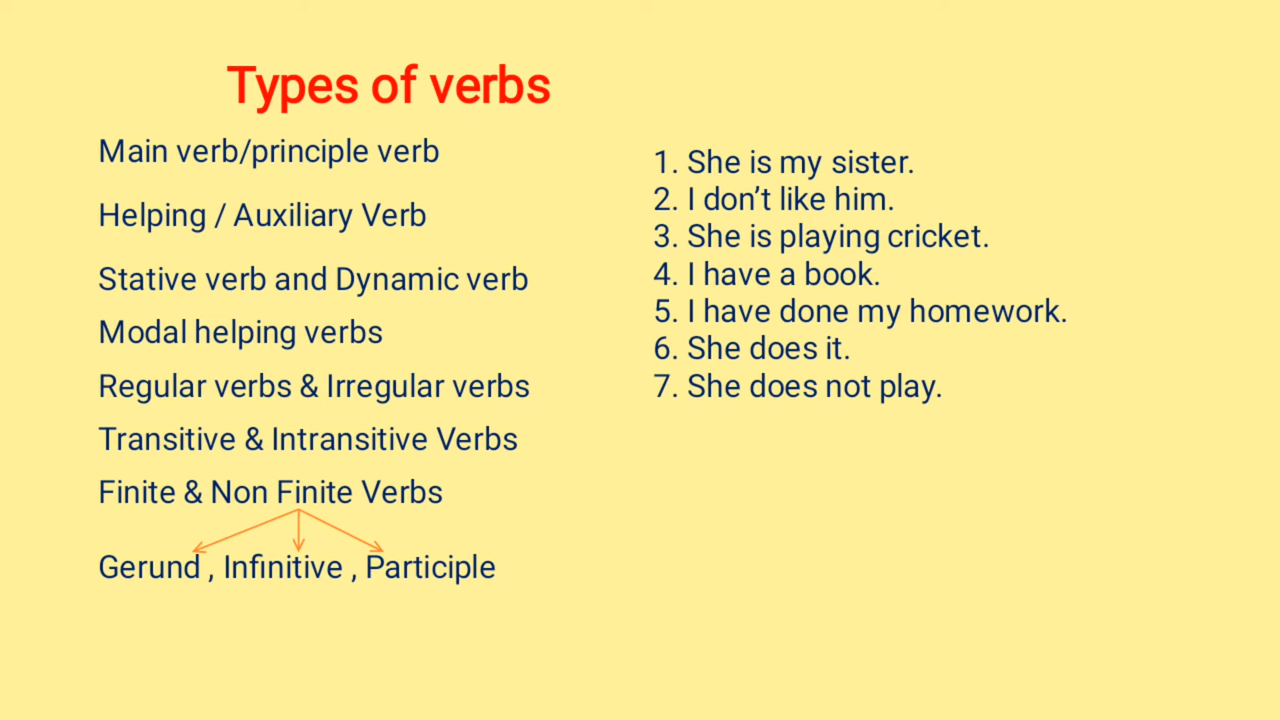 Types of verbs
Main verb/principle verb
Helping / Auxiliary Verb
Stative verb and Dynamic verb
Modal helping verbs
Regular verbs & Irregular verbs
Transitive & Intransitive Verbs
Finite & Non Finite Verbs
Gerund , Infinitive , Participle
1. She is my sister.
2. I don’t like him.
3. She is playing cricket.
4. I have a book.
5. I have done my homework.
6. She does it.
7. She does not play.